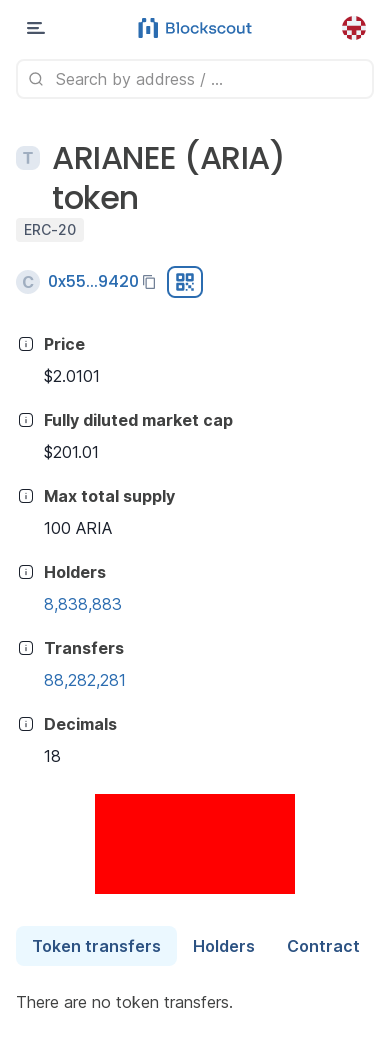 Blockscout
Search by address / ...
T
ARIANEE (ARIA)
token
ERC-20
C 0x55...9420
Price
$2.0101
Fully diluted market cap
$201.01
Max total supply
100 ARIA
Holders
8,838,883
Transfers
88,282,281
Decimals
18
Token transfers Holders Contract
There are no token transfers.